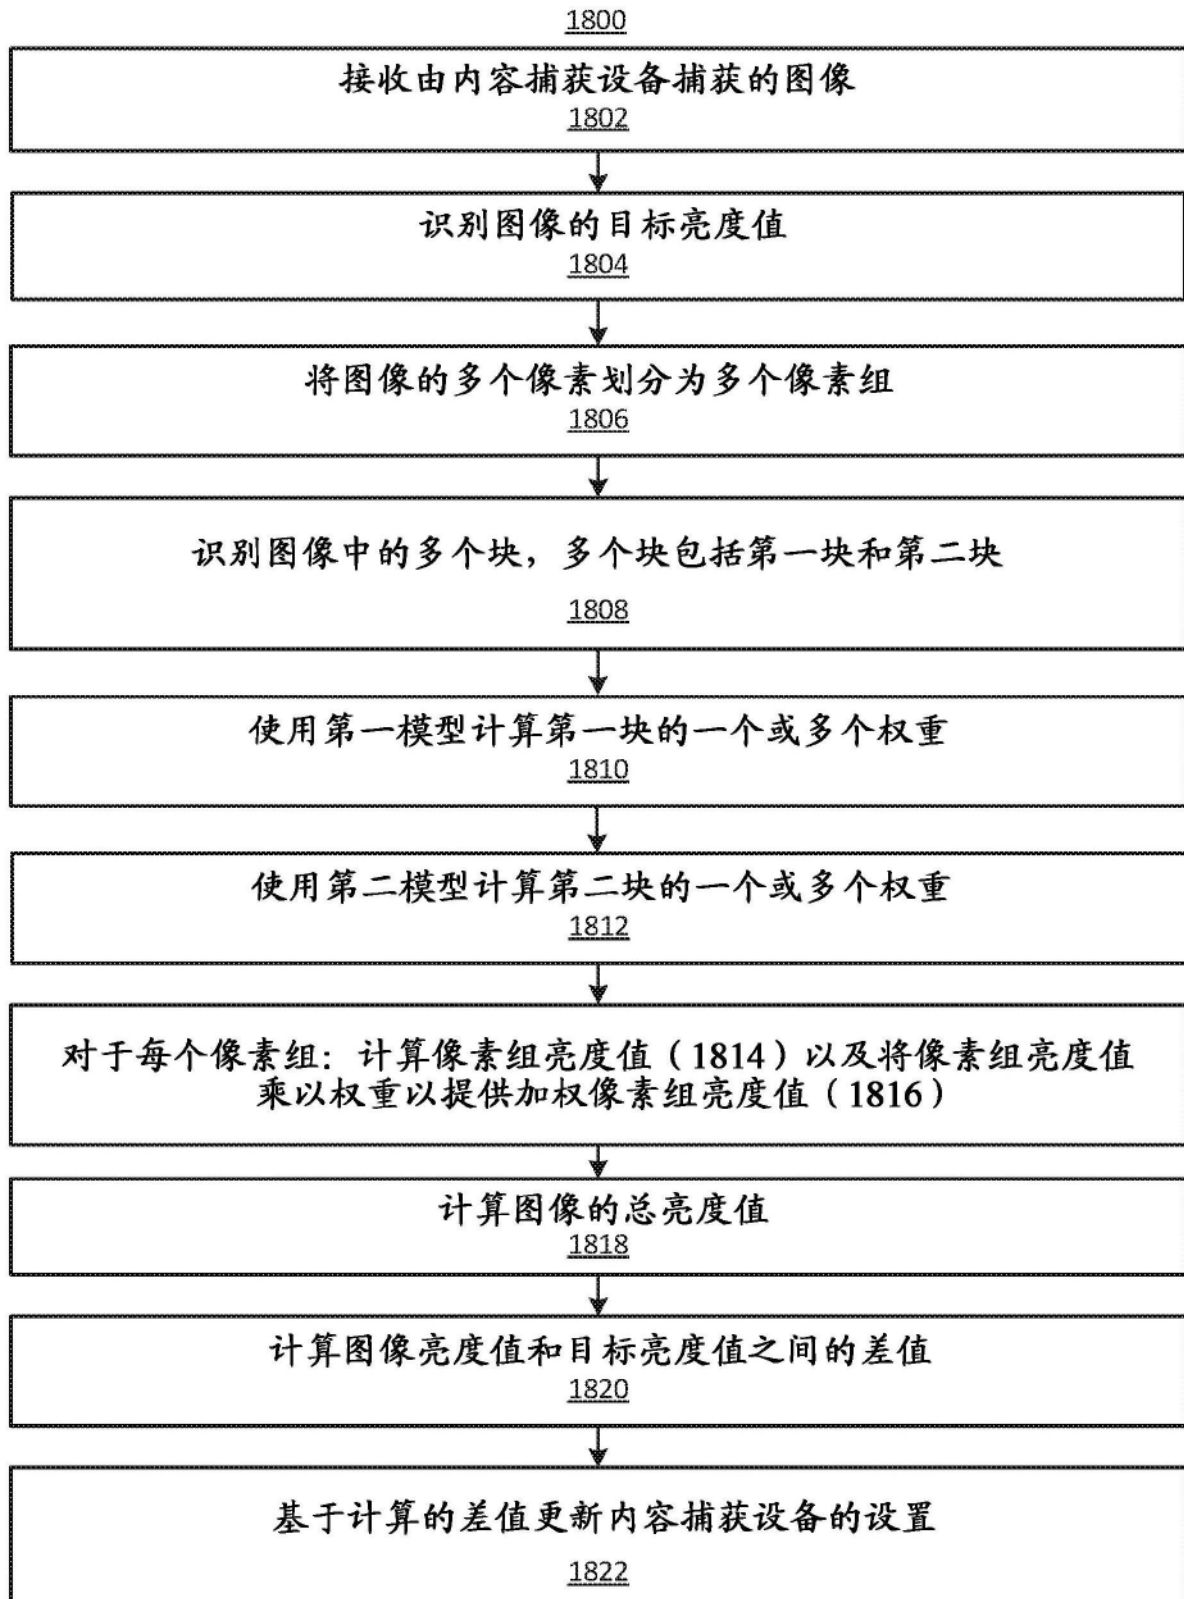 1800
接收由内容捕获设备捕获的图像
1802
识别图像的目标亮度值
1804
将图像的多个像素划分为多个像素组
1806
识别图像中的多个块，多个块包括第一块和第二块
1808
使用第一模型计算第一块的一个或多个权重
1810
使用第二模型计算第二块的一个或多个权重
1812
对于每个像素组：计算像素组亮度值（1814）以及将像素组亮度值
乘以权重以提供加权像素组亮度值（1816）
计算图像的总亮度值
1818
计算图像亮度值和目标亮度值之间的差值
1820
基于计算的差值更新内容捕获设备的设置
1822